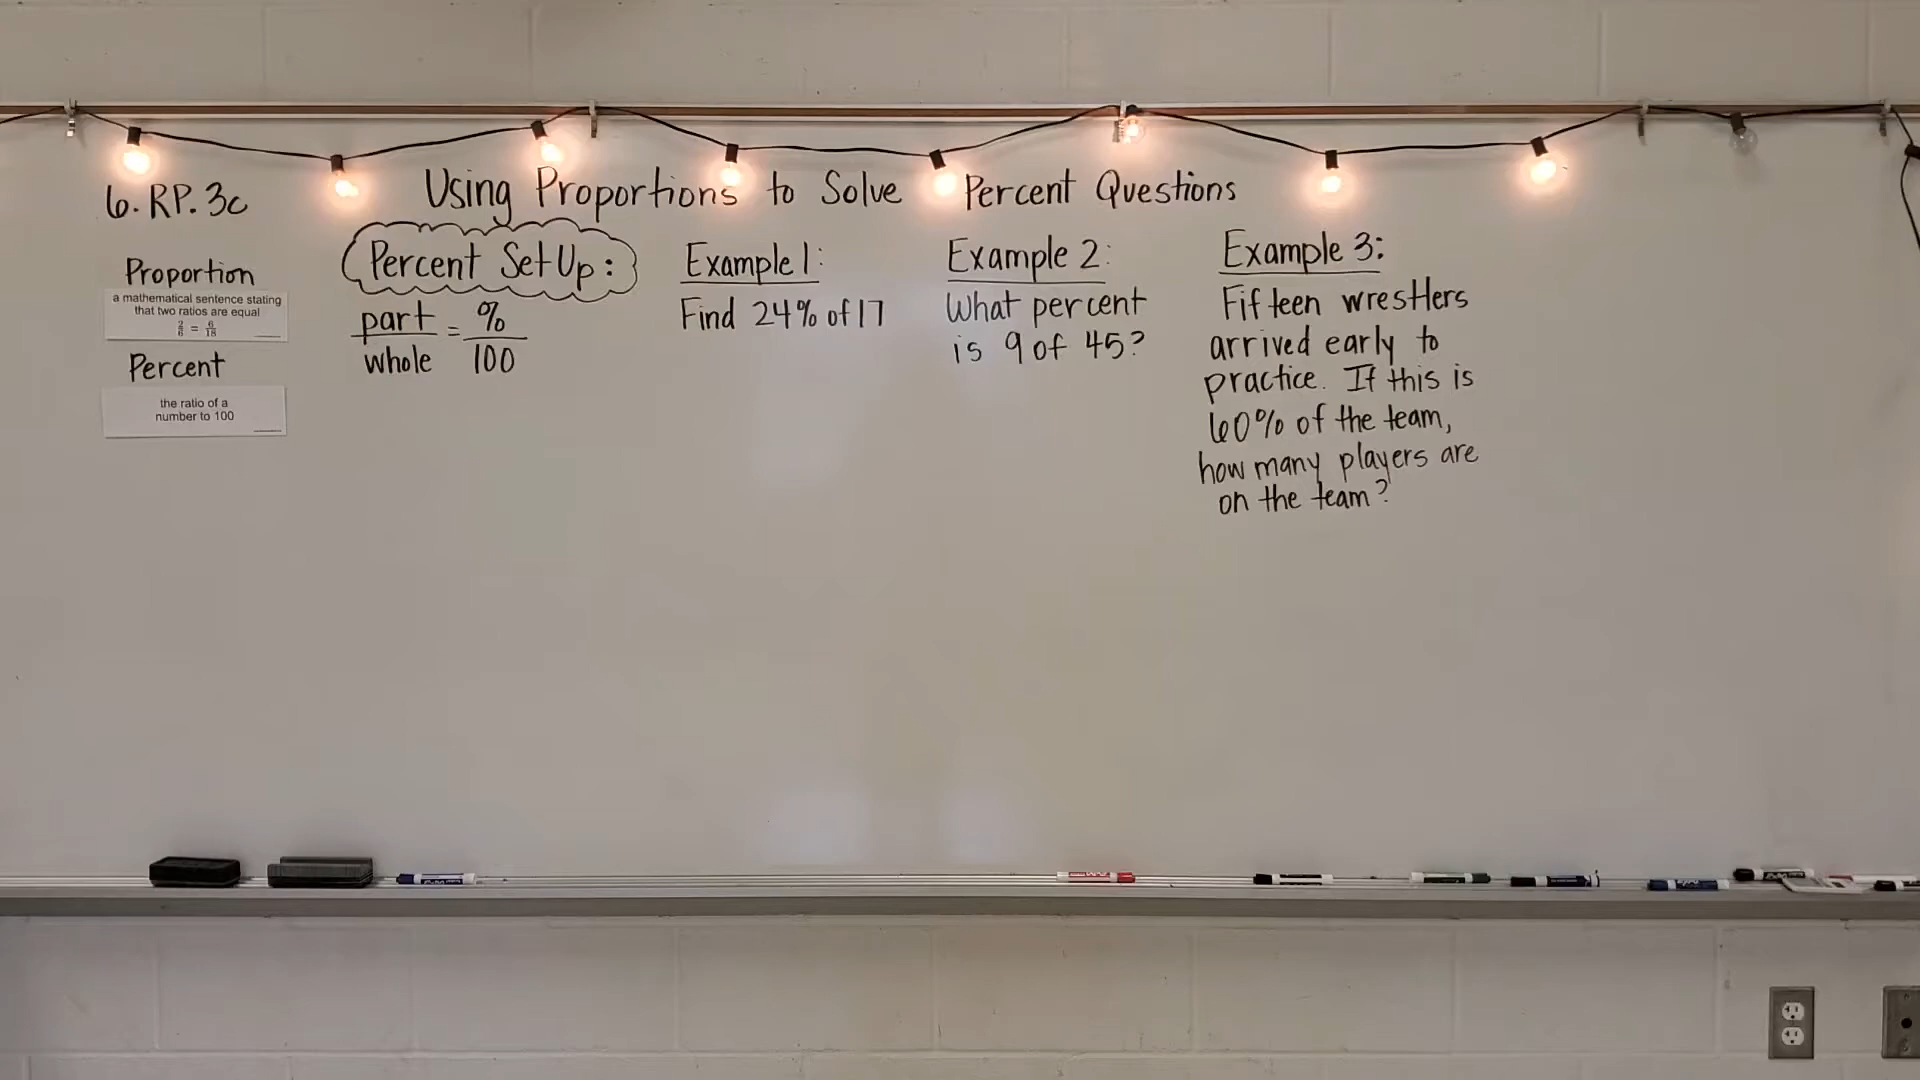 6.RP.3c
Using Proportions to Solve Percent Questions
Proportion
a mathematical sentence stating
that two ratios are equal
2/6 = 6/18
Percent
the ratio of a
number to 100
Percent Set Up:
part/whole = %/100
Example 1:
Find 24% of 17
Example 2:
What percent
is 9 of 45?
Example 3:
Fifteen wrestlers
arrived early to
practice. If this is
60% of the team,
how many players are
on the team?